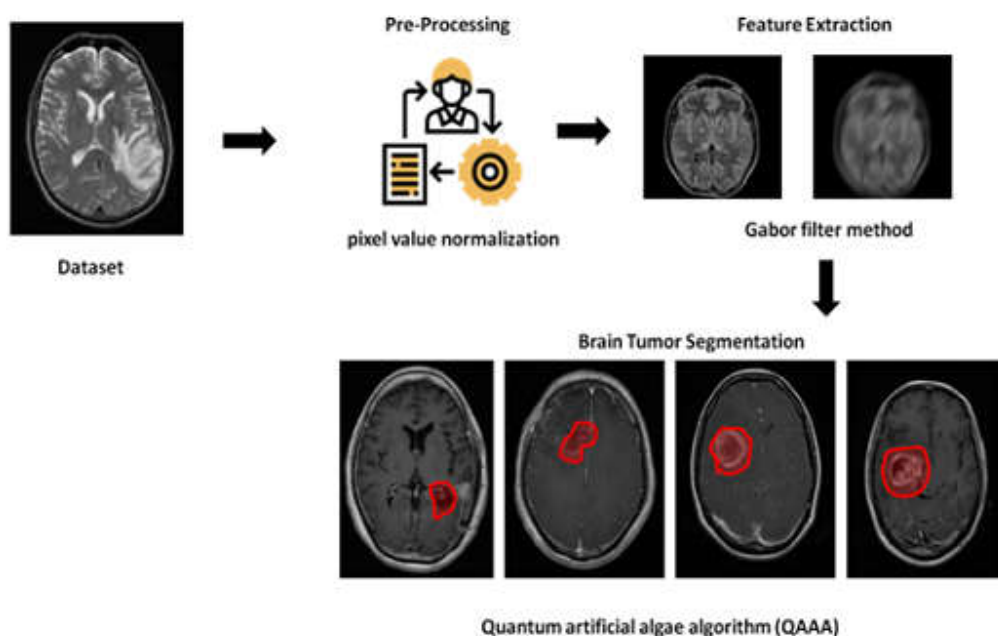 Pre-Processing
Feature Extraction
pixel value normalization
Gabor filter method
Dataset
Brain Tumor Segmentation
Quantum artificial algae algorithm (QAAA)